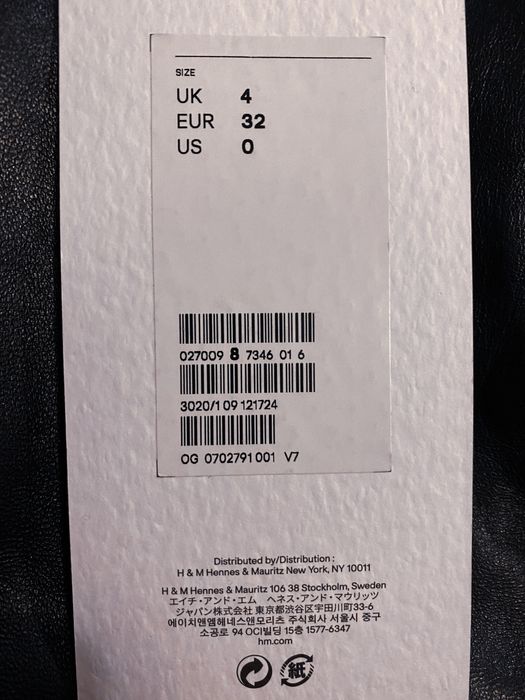 SIZE
UK 4
EUR 32
US 0
027009 8 7346 01 6
3020/1 09 121724
OG 0702791 001 V7
Distributed by/Distribution :
H & M Hennes & Mauritz New York, NY 10011
H & M Hennes & Mauritz 106 38 Stockholm, Sweden
エイチ・アンド・エム ヘネス・アンド・マウリッツ
ジャパン株式会社 東京都渋谷区宇田川町33-6
에이치앤엠헤네스앤모리츠 주식회사 서울시 중구
소공로 94 OCI빌딩 15층 1577-6347
hm.com
紙